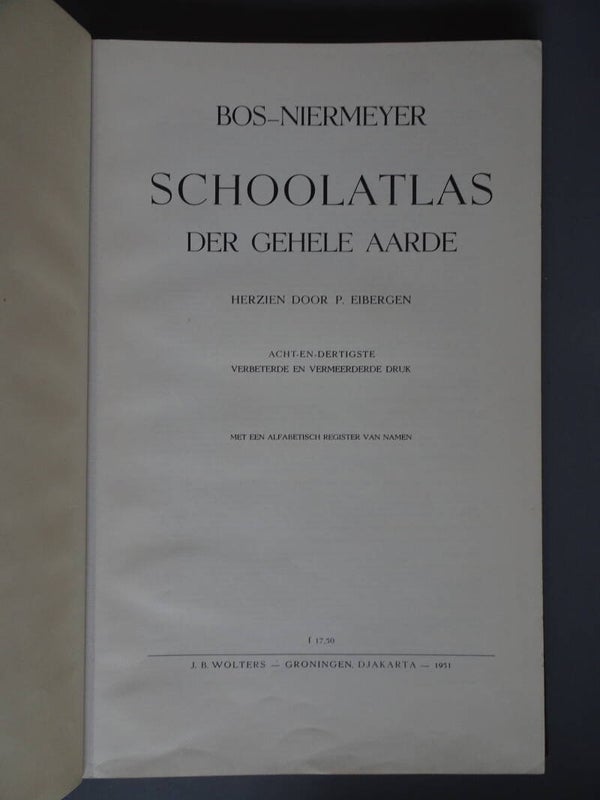 BOS–NIERMEYER
SCHOOLATLAS
DER GEHELE AARDE
HERZIEN DOOR P. EIBERGEN
ACHT-EN-DERTIGSTE
VERBETERDE EN VERMEERDERDE DRUK
MET EEN ALFABETISCH REGISTER VAN NAMEN
f 17,50
J. B. WOLTERS — GRONINGEN, DJAKARTA — 1951